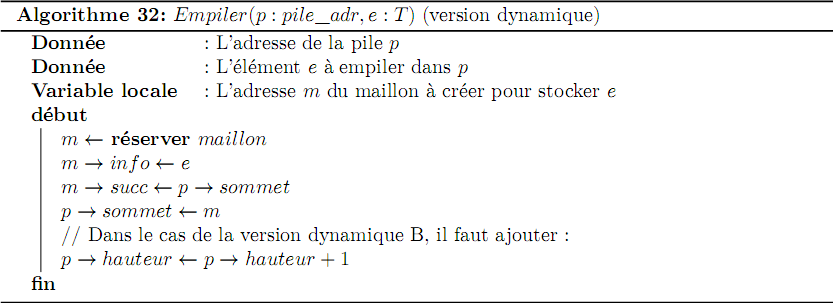 Algorithme 32: Empiler(p : pile_adr, e : T) (version dynamique)
Donnée : L'adresse de la pile p
Donnée : L'élément e à empiler dans p
Variable locale : L'adresse m du maillon à créer pour stocker e
début
m ← réserver maillon
m → info ← e
m → succ ← p → sommet
p → sommet ← m
// Dans le cas de la version dynamique B, il faut ajouter :
p → hauteur ← p → hauteur + 1
fin